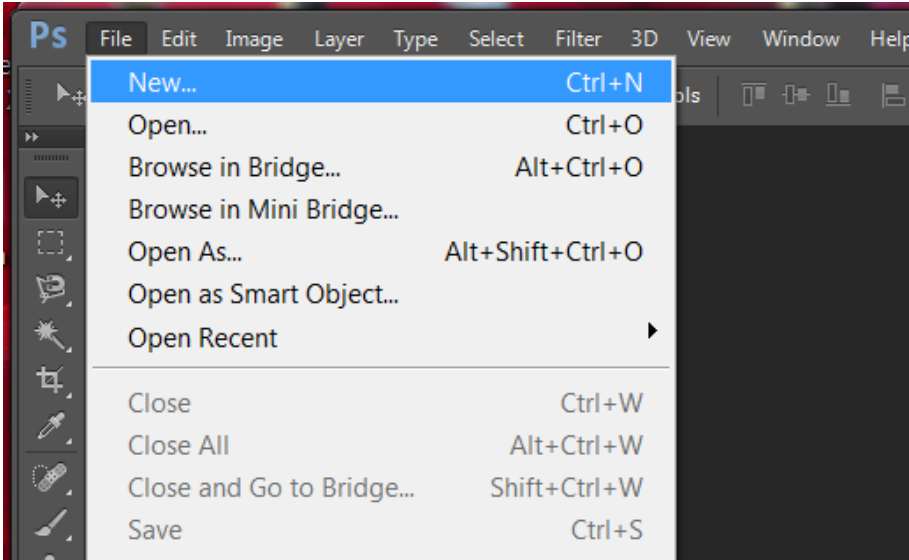 Ps File Edit Image Layer Type Select Filter 3D View Window Help
New... Ctrl+N
Open... Ctrl+O
Browse in Bridge... Alt+Ctrl+O
Browse in Mini Bridge...
Open As... Alt+Shift+Ctrl+O
Open as Smart Object...
Open Recent
Close Ctrl+W
Close All Alt+Ctrl+W
Close and Go to Bridge... Shift+Ctrl+W
Save Ctrl+S